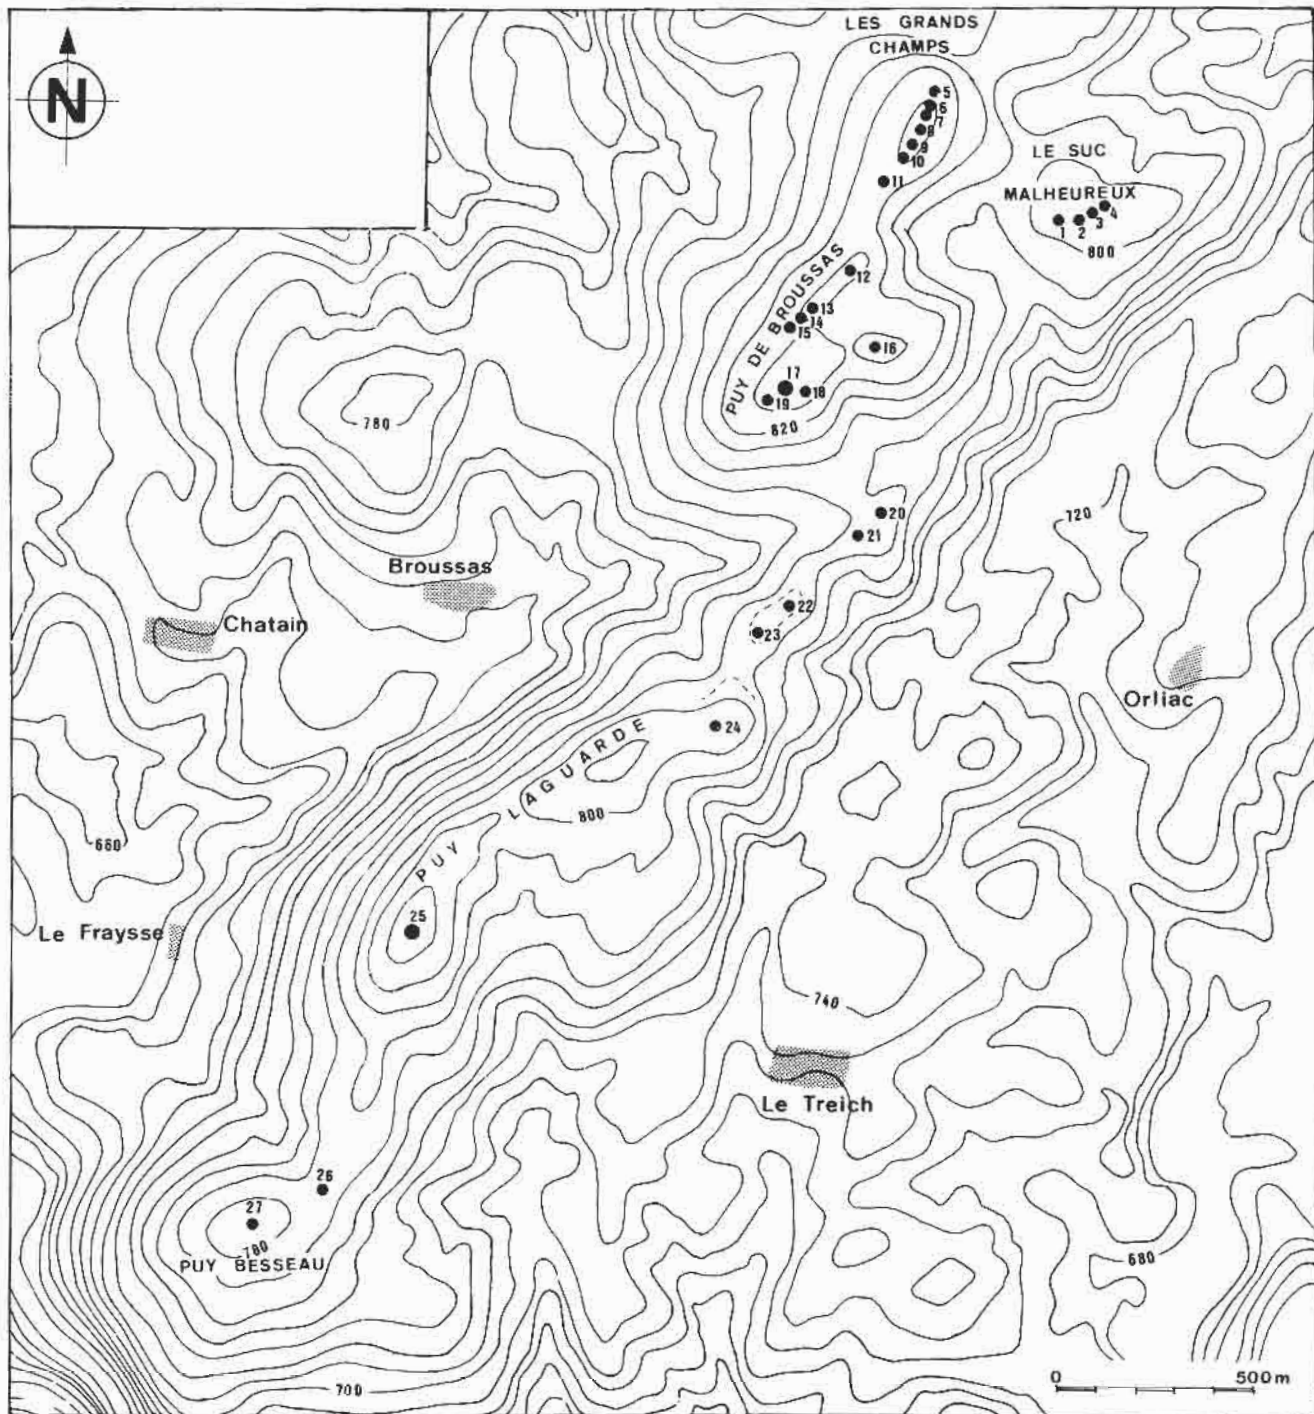 N
LES GRANDS
CHAMPS
5
6
7
8
9
10
11
LE SUC
MALHEUREUX
1
2
3
4
800
PUY DE BROUSSAS
12
13
14
15
16
17
18
19
820
780
720
20
21
Broussas
22
Chatain
23
Orliac
24
PUY LAGUARDE
800
660
25
Le Fraysse
740
Le Treich
26
27
780
PUY BESSEAU
680
700
0 500m